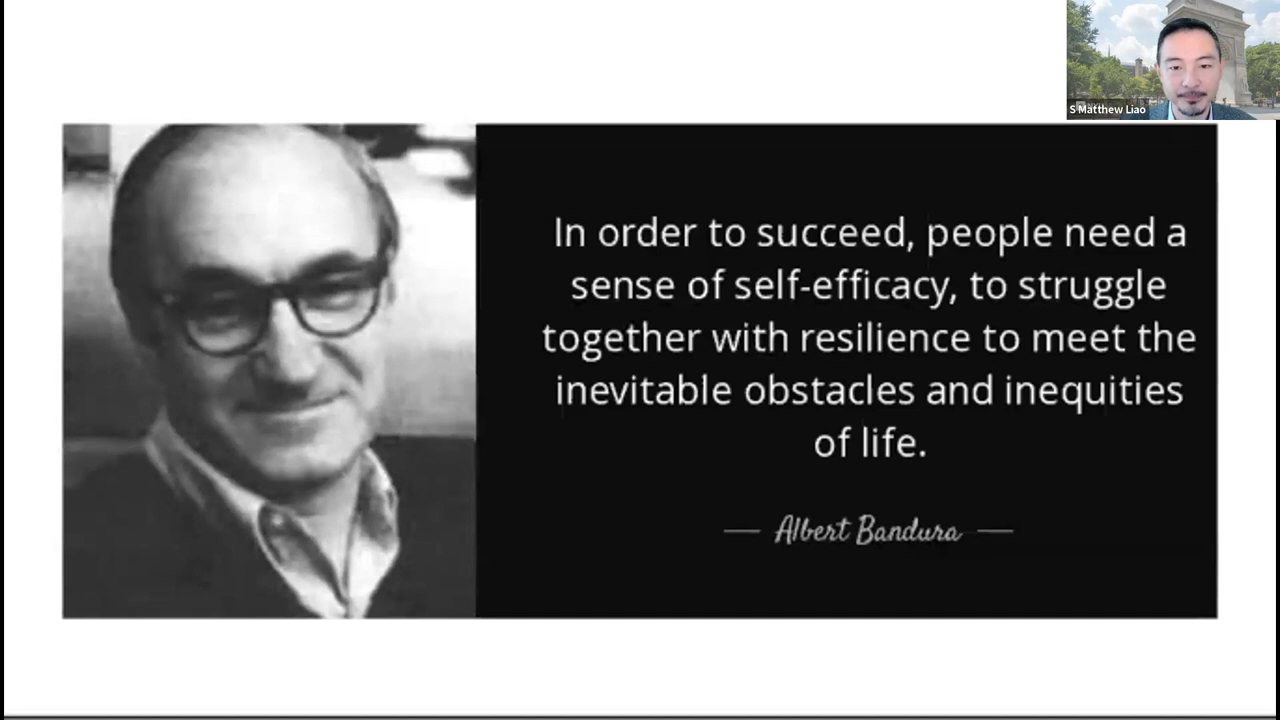 S Matthew Liao
In order to succeed, people need a
sense of self-efficacy, to struggle
together with resilience to meet the
inevitable obstacles and inequities
of life.
— Albert Bandura —